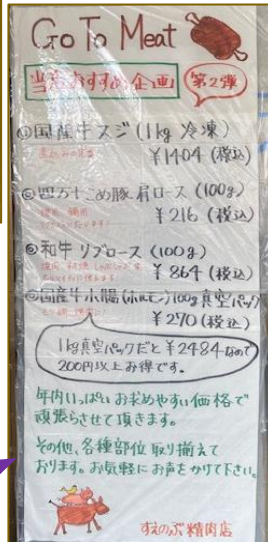 Go To Meat
当店おすすめ企画 第2弾
①国産牛スジ(1kg 冷凍)
¥1404(税込)
②四万十こめ豚肩ロース(100g)
¥216(税込)
③和牛リブロース(100g)
¥864(税込)
④国産牛小腸(ホルモン)100g真空パック
¥270(税込)
1kg真空パックだと¥2484なので
200円以上お得です。
年内いっぱいお求めやすい価格で
頑張らせて頂きます。
その他、各種部位取り揃えて
おります。お気軽にお声をかけて下さい。
すえのぶ精肉店